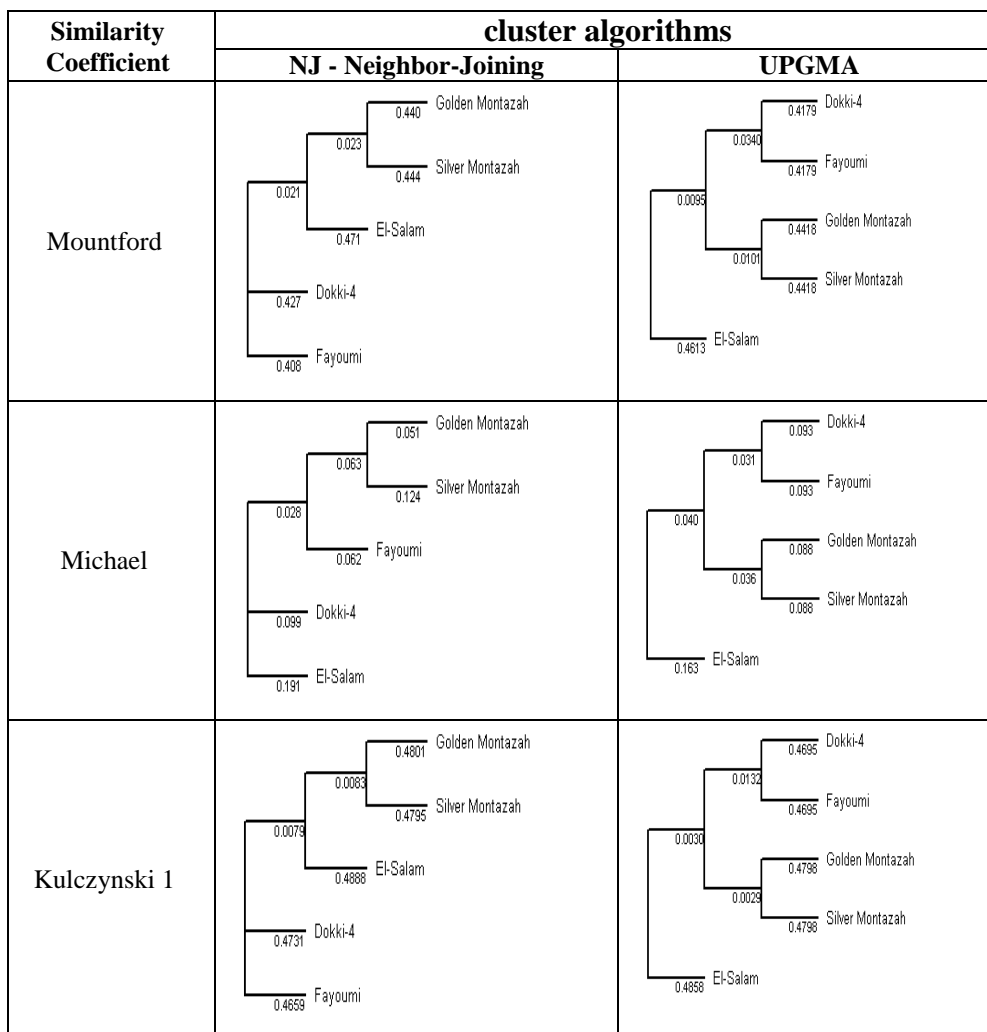 Similarity Coefficient
cluster algorithms
NJ - Neighbor-Joining
UPGMA
Mountford
Golden Montazah
0.440
0.023
Silver Montazah
0.444
0.021
El-Salam
0.471
Dokki-4
0.427
Fayoumi
0.408
Dokki-4
0.4179
0.0340
Fayoumi
0.4179
0.0095
Golden Montazah
0.4418
0.0101
Silver Montazah
0.4418
El-Salam
0.4613
Michael
Golden Montazah
0.051
0.063
Silver Montazah
0.124
0.028
Fayoumi
0.062
Dokki-4
0.099
El-Salam
0.191
Dokki-4
0.093
0.031
Fayoumi
0.093
0.040
Golden Montazah
0.088
0.036
Silver Montazah
0.088
El-Salam
0.163
Kulczynski 1
Golden Montazah
0.4801
0.0083
Silver Montazah
0.4795
0.0079
El-Salam
0.4888
Dokki-4
0.4731
Fayoumi
0.4659
Dokki-4
0.4695
0.0132
Fayoumi
0.4695
0.0030
Golden Montazah
0.4798
0.0029
Silver Montazah
0.4798
El-Salam
0.4858